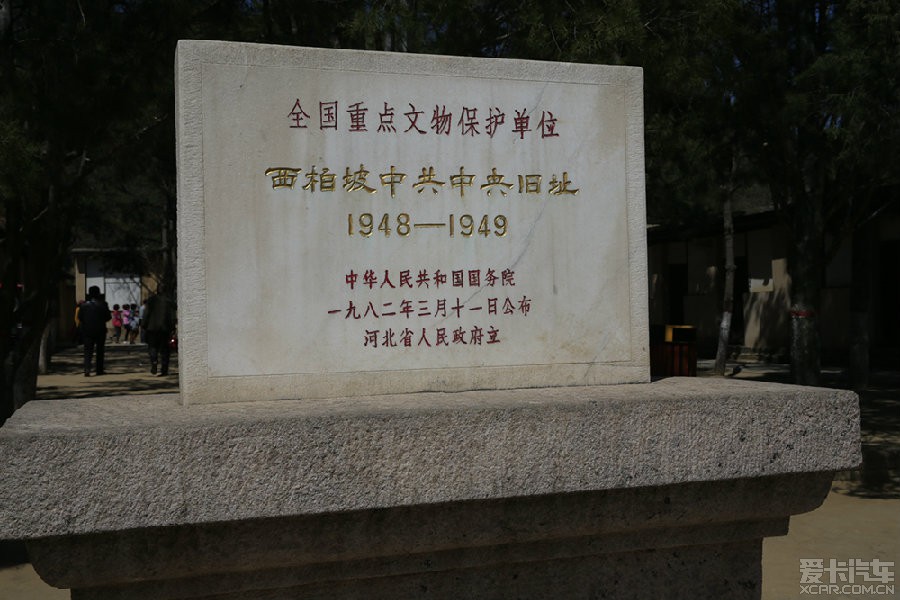 全国重点文物保护单位
西柏坡中共中央旧址
1948—1949
中华人民共和国国务院
一九八二年三月十一日公布
河北省人民政府立
爱卡汽车
XCAR.COM.CN